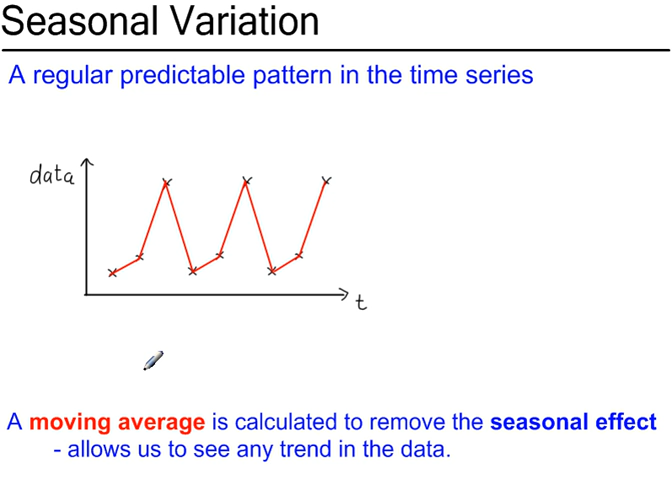 Seasonal Variation
A regular predictable pattern in the time series
data
t
A moving average is calculated to remove the seasonal effect
- allows us to see any trend in the data.